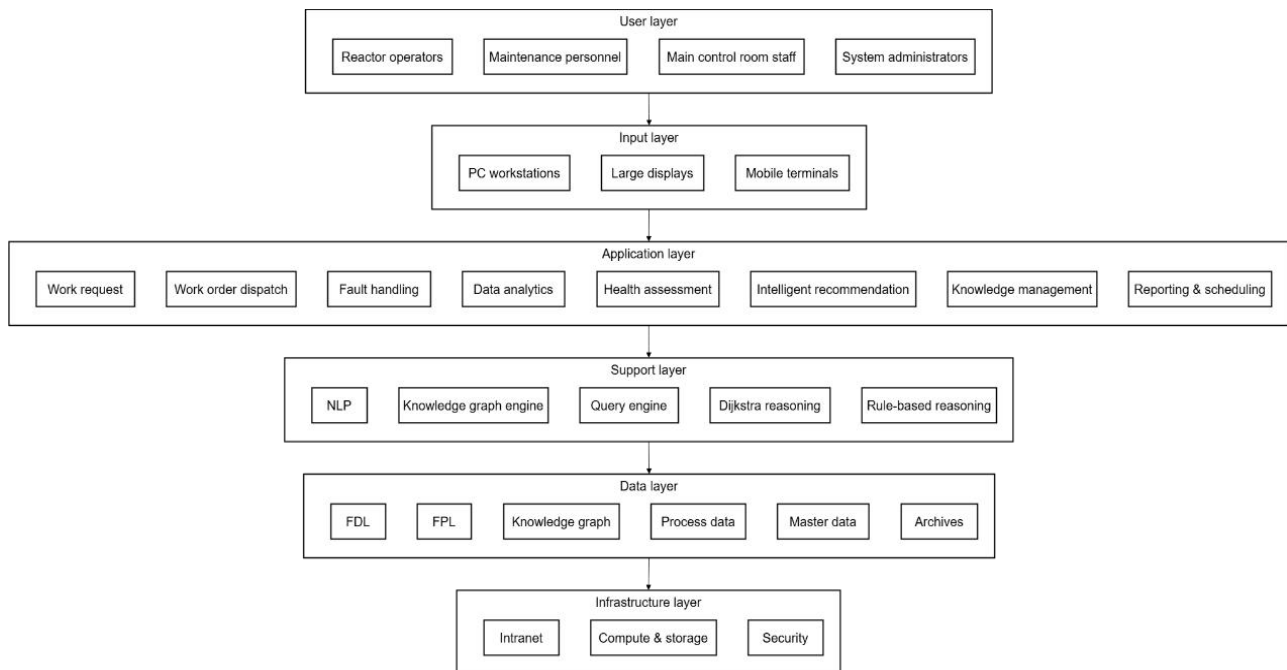 User layer
Reactor operators
Maintenance personnel
Main control room staff
System administrators
Input layer
PC workstations
Large displays
Mobile terminals
Application layer
Work request
Work order dispatch
Fault handling
Data analytics
Health assessment
Intelligent recommendation
Knowledge management
Reporting & scheduling
Support layer
NLP
Knowledge graph engine
Query engine
Dijkstra reasoning
Rule-based reasoning
Data layer
FDL
FPL
Knowledge graph
Process data
Master data
Archives
Infrastructure layer
Intranet
Compute & storage
Security